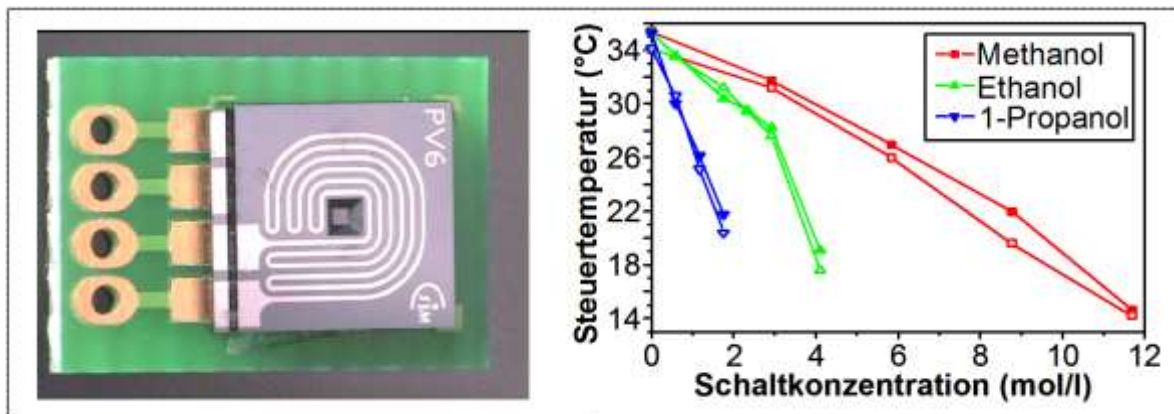 PV6
SIM
Steuertemperatur (°C)
34
30
26
22
18
14
Methanol
Ethanol
1-Propanol
0 2 4 6 8 10 12
Schaltkonzentration (mol/l)